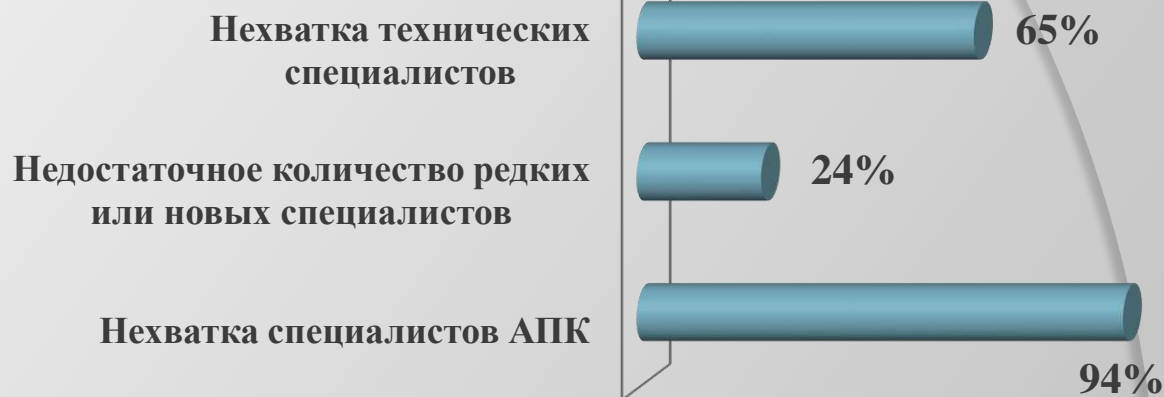 Нехватка технических
специалистов
65%
Недостаточное количество редких
или новых специалистов
24%
Нехватка специалистов АПК
94%